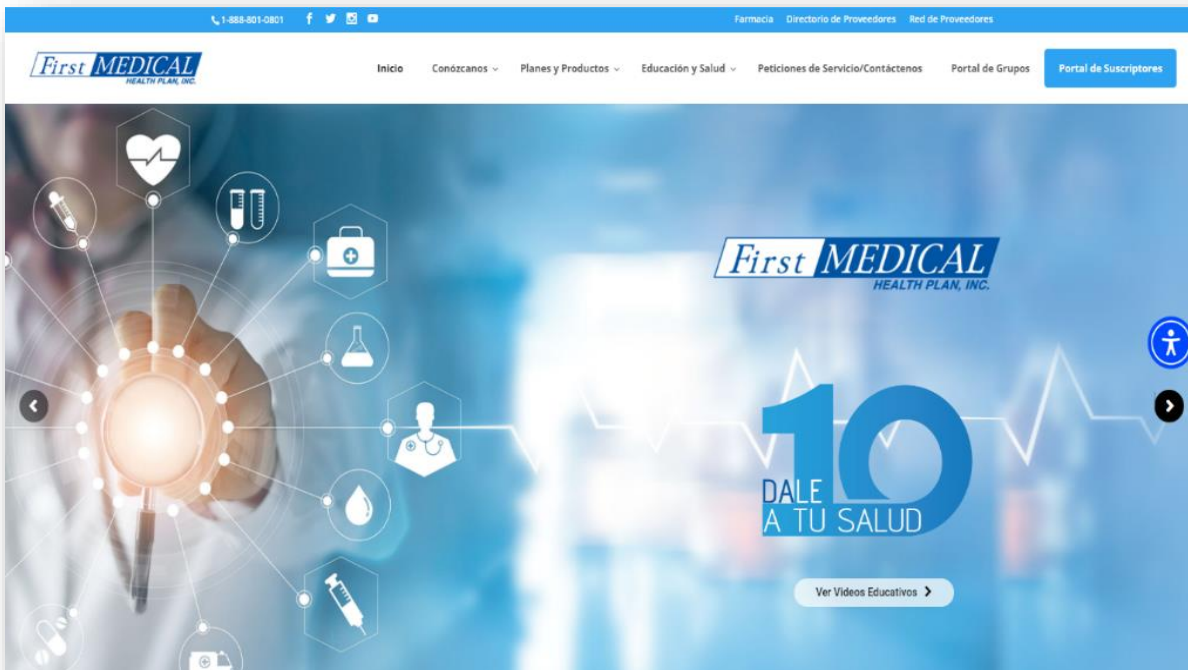 1-888-801-0801 Farmacia Directorio de Proveedores Red de Proveedores
First MEDICAL
HEALTH PLAN, INC.
Inicio Conózcanos Planes y Productos Educación y Salud Peticiones de Servicio/Contáctenos Portal de Grupos Portal de Suscriptores
First MEDICAL
HEALTH PLAN, INC.
10
DALE
A TU SALUD
Ver Videos Educativos